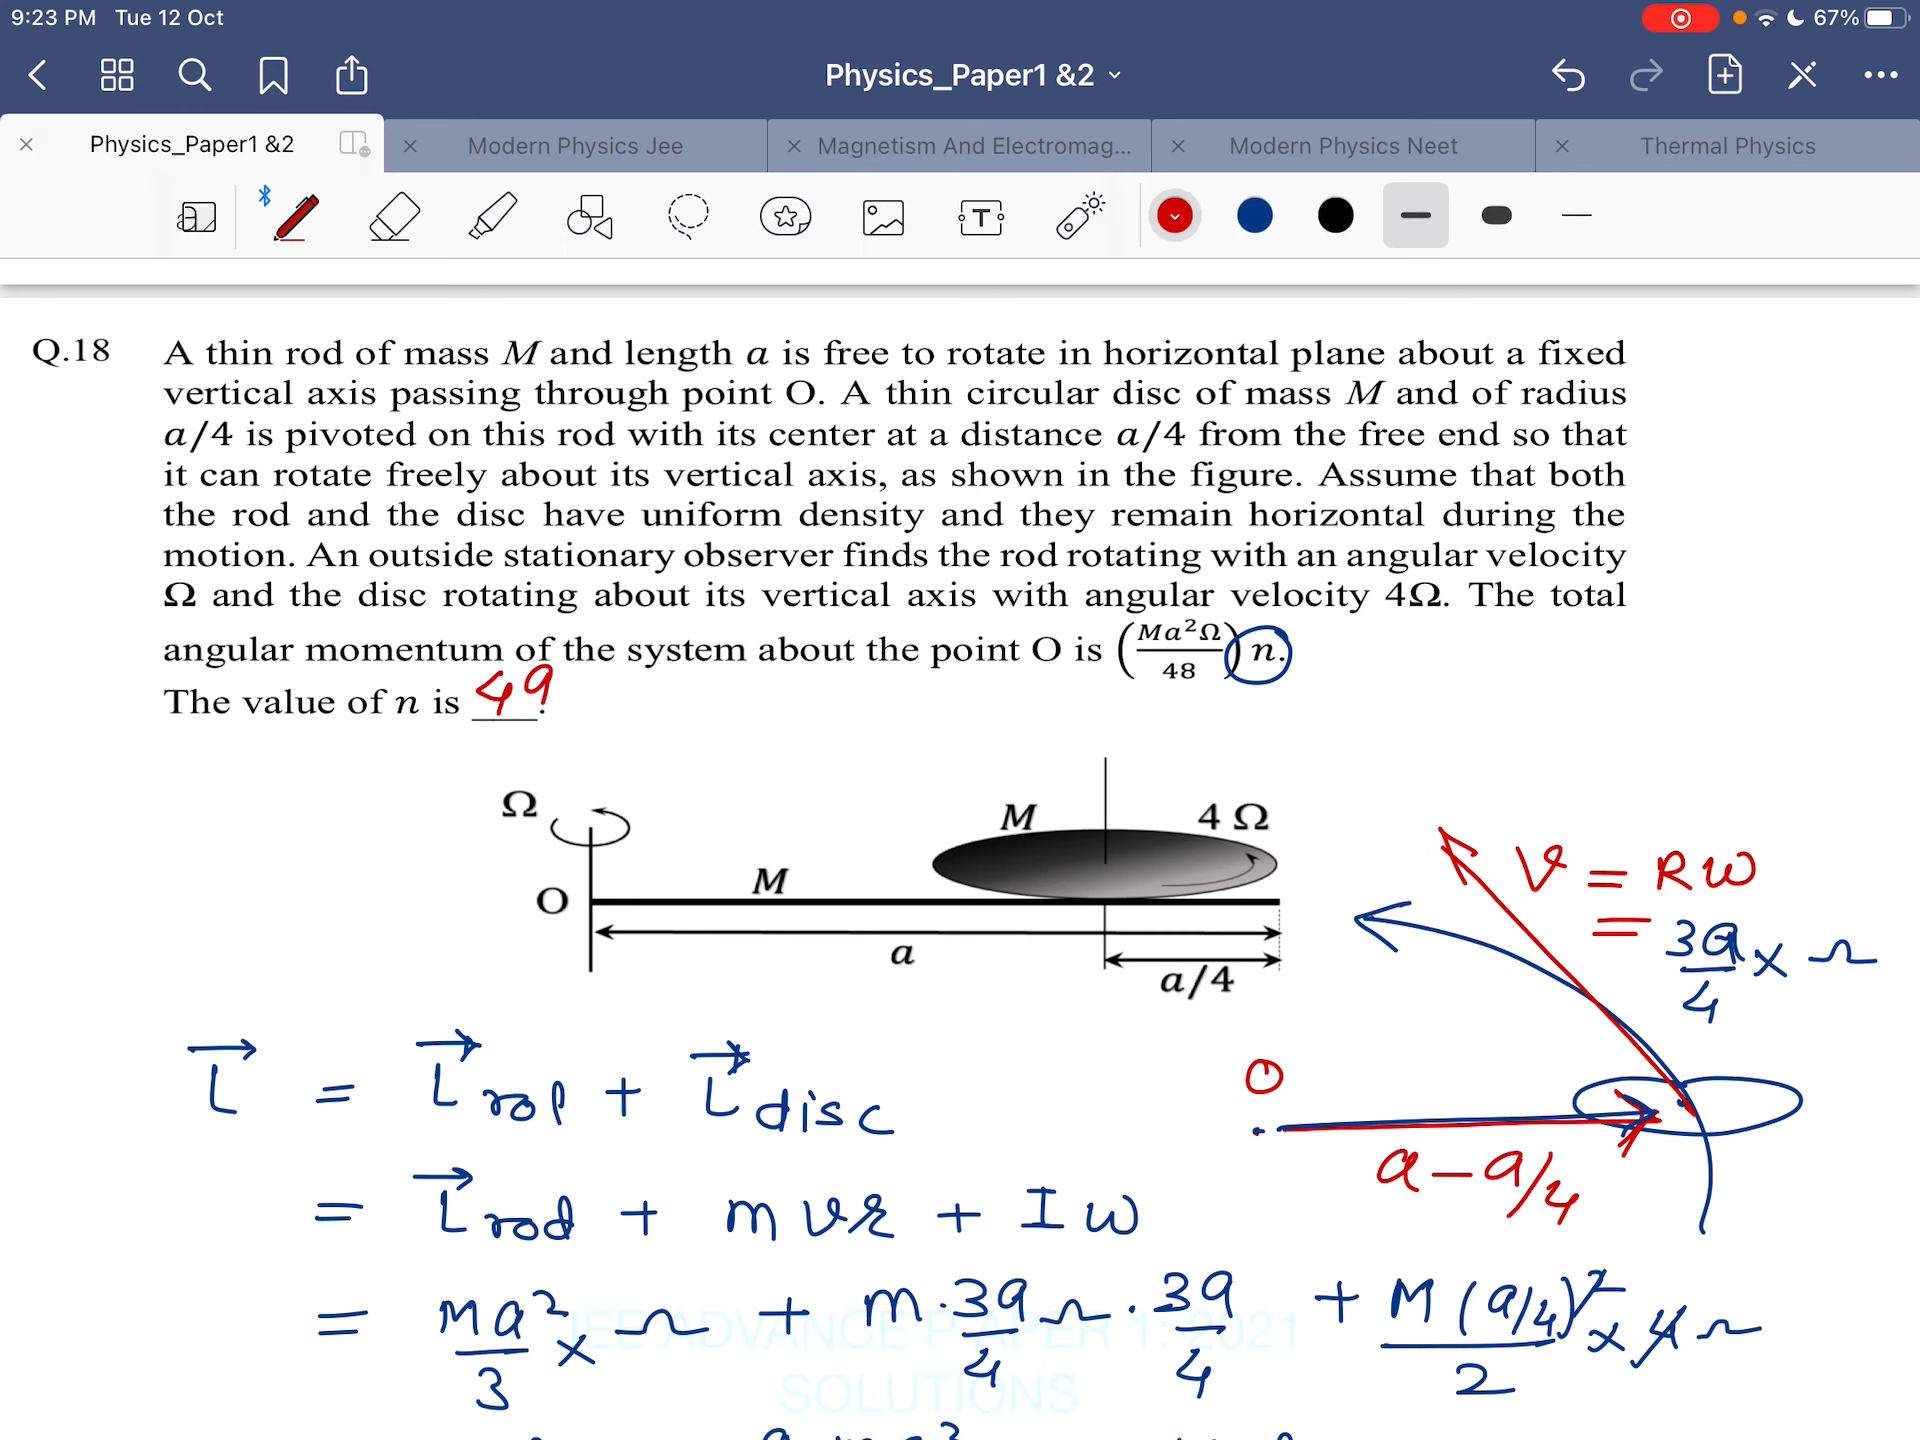 9:23 PM Tue 12 Oct 67%
Physics_Paper1 &2
Physics_Paper1 &2 Modern Physics Jee Magnetism And Electromag... Modern Physics Neet Thermal Physics
Q.18 A thin rod of mass M and length a is free to rotate in horizontal plane about a fixed
vertical axis passing through point O. A thin circular disc of mass M and of radius
a/4 is pivoted on this rod with its center at a distance a/4 from the free end so that
it can rotate freely about its vertical axis, as shown in the figure. Assume that both
the rod and the disc have uniform density and they remain horizontal during the
motion. An outside stationary observer finds the rod rotating with an angular velocity
Ω and the disc rotating about its vertical axis with angular velocity 4Ω. The total
angular momentum of the system about the point O is (Ma²Ω/48) n.
The value of n is 49.
Ω M 4 Ω
M
O
a
a/4
V = Rω
= 3a/4 × Ω
O
a - a/4
L = L rod + L disc
= L rod + m v r + I ω
= Ma²/3 × Ω + m · 3a/4 Ω · 3a/4 + M (a/4)²/2 × 4 Ω
JEE ADVANCE PAPER 1: 2021
SOLUTIONS